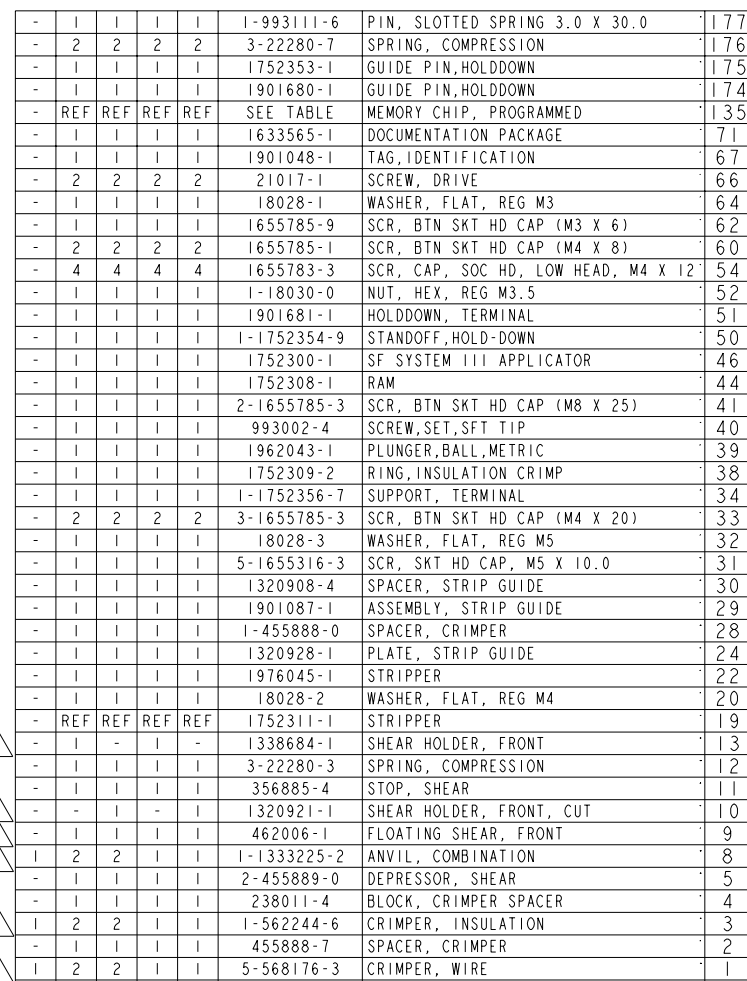 - 1 1 1 1 1-993111-6 PIN, SLOTTED SPRING 3.0 X 30.0 177
- 2 2 2 2 3-22280-7 SPRING, COMPRESSION 176
- 1 1 1 1 1752353-1 GUIDE PIN,HOLDDOWN 175
- 1 1 1 1 1901680-1 GUIDE PIN,HOLDDOWN 174
- REF REF REF REF SEE TABLE MEMORY CHIP, PROGRAMMED 135
- 1 1 1 1 1633565-1 DOCUMENTATION PACKAGE 71
- 1 1 1 1 1901048-1 TAG,IDENTIFICATION 67
- 2 2 2 2 21017-1 SCREW, DRIVE 66
- 1 1 1 1 18028-1 WASHER, FLAT, REG M3 64
- 1 1 1 1 1655785-9 SCR, BTN SKT HD CAP (M3 X 6) 62
- 2 2 2 2 1655785-1 SCR, BTN SKT HD CAP (M4 X 8) 60
- 4 4 4 4 1655783-3 SCR, CAP, SOC HD, LOW HEAD, M4 X 12 54
- 1 1 1 1 1-18030-0 NUT, HEX, REG M3.5 52
- 1 1 1 1 1901681-1 HOLDDOWN, TERMINAL 51
- 1 1 1 1 1-1752354-9 STANDOFF,HOLD-DOWN 50
- 1 1 1 1 1752300-1 SF SYSTEM III APPLICATOR 46
- 1 1 1 1 1752308-1 RAM 44
- 1 1 1 1 2-1655785-3 SCR, BTN SKT HD CAP (M8 X 25) 41
- 1 1 1 1 993002-4 SCREW,SET,SFT TIP 40
- 1 1 1 1 1962043-1 PLUNGER,BALL,METRIC 39
- 1 1 1 1 1752309-2 RING,INSULATION CRIMP 38
- 1 1 1 1 1-1752356-7 SUPPORT, TERMINAL 34
- 2 2 2 2 3-1655785-3 SCR, BTN SKT HD CAP (M4 X 20) 33
- 1 1 1 1 18028-3 WASHER, FLAT, REG M5 32
- 1 1 1 1 5-1655316-3 SCR, SKT HD CAP, M5 X 10.0 31
- 1 1 1 1 1320908-4 SPACER, STRIP GUIDE 30
- 1 1 1 1 1901087-1 ASSEMBLY, STRIP GUIDE 29
- 1 1 1 1 1-455888-0 SPACER, CRIMPER 28
- 1 1 1 1 1320928-1 PLATE, STRIP GUIDE 24
- 1 1 1 1 1976045-1 STRIPPER 22
- 1 1 1 1 18028-2 WASHER, FLAT, REG M4 20
- REF REF REF REF 1752311-1 STRIPPER 19
- 1 - 1 - 1338684-1 SHEAR HOLDER, FRONT 13
- 1 1 1 1 3-22280-3 SPRING, COMPRESSION 12
- 1 1 1 1 356885-4 STOP, SHEAR 11
- - 1 - 1 1320921-1 SHEAR HOLDER, FRONT, CUT 10
- 1 1 1 1 462006-1 FLOATING SHEAR, FRONT 9
1 2 2 1 1 1-1333225-2 ANVIL, COMBINATION 8
- 1 1 1 1 2-455889-0 DEPRESSOR, SHEAR 5
- 1 1 1 1 238011-4 BLOCK, CRIMPER SPACER 4
1 2 2 1 1 1-562244-6 CRIMPER, INSULATION 3
- 1 1 1 1 455888-7 SPACER, CRIMPER 2
1 2 2 1 1 5-568176-3 CRIMPER, WIRE 1